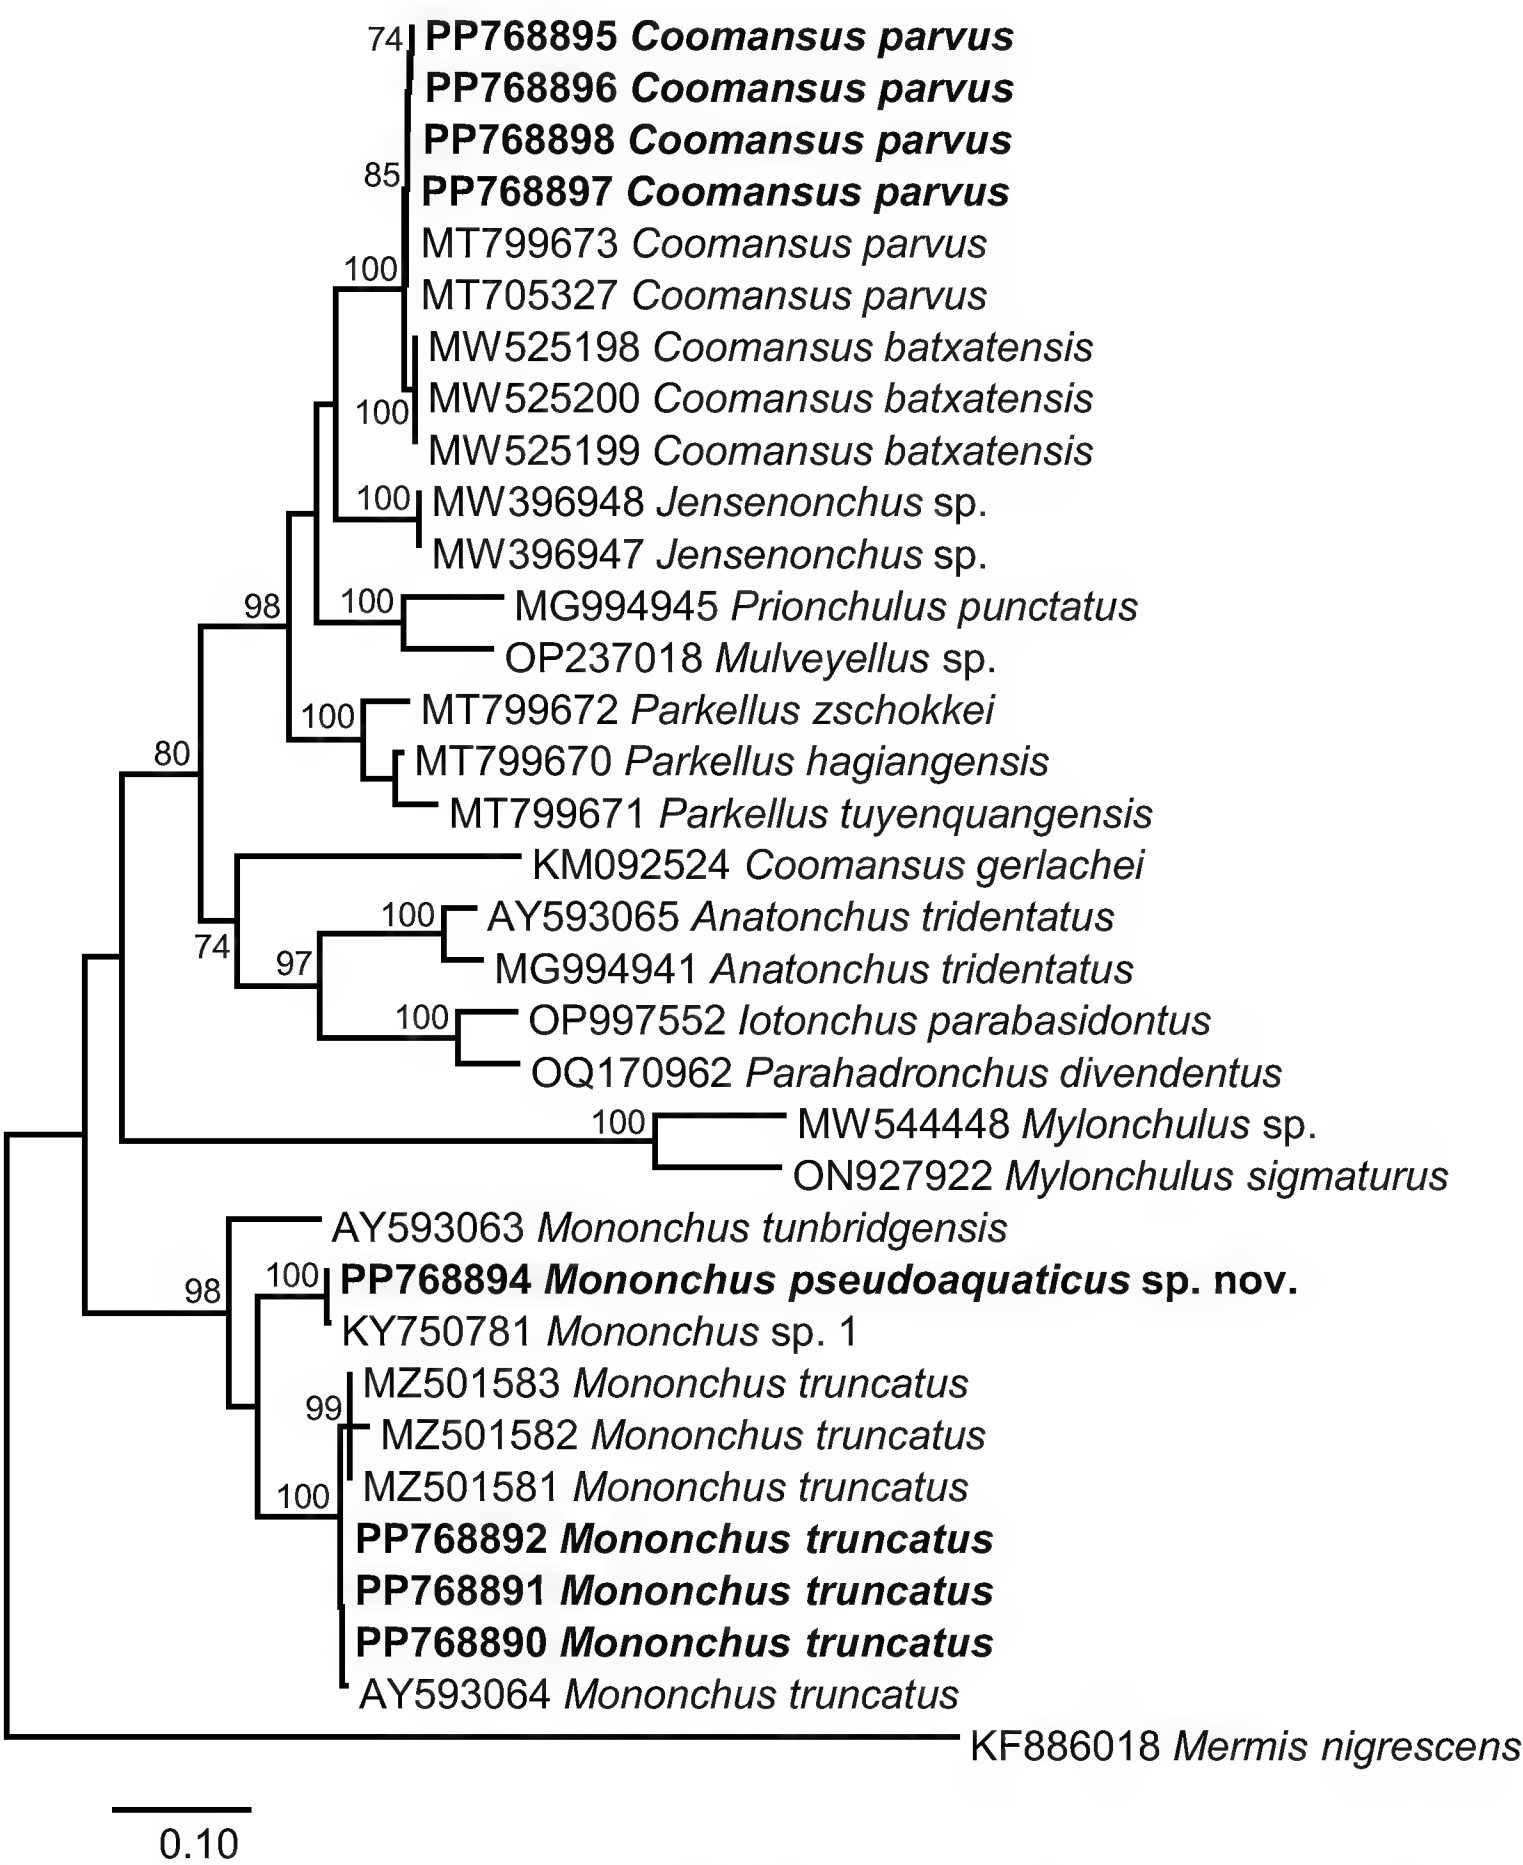 74 PP768895 Coomansus parvus
PP768896 Coomansus parvus
PP768898 Coomansus parvus
85 PP768897 Coomansus parvus
MT799673 Coomansus parvus
100 MT705327 Coomansus parvus
MW525198 Coomansus batxatensis
MW525200 Coomansus batxatensis
100
MW525199 Coomansus batxatensis
100 MW396948 Jensenonchus sp.
MW396947 Jensenonchus sp.
98 100 MG994945 Prionchulus punctatus
OP237018 Mulveyellus sp.
100 MT799672 Parkellus zschokkei
80 MT799670 Parkellus hagiangensis
MT799671 Parkellus tuyenquangensis
KM092524 Coomansus gerlachei
100 AY593065 Anatonchus tridentatus
74 97 MG994941 Anatonchus tridentatus
100 OP997552 Iotonchus parabasidontus
OQ170962 Parahadronchus divendentus
100 MW544448 Mylonchulus sp.
ON927922 Mylonchulus sigmaturus
AY593063 Mononchus tunbridgensis
98 100 PP768894 Mononchus pseudoaquaticus sp. nov.
KY750781 Mononchus sp. 1
MZ501583 Mononchus truncatus
99 MZ501582 Mononchus truncatus
100 MZ501581 Mononchus truncatus
PP768892 Mononchus truncatus
PP768891 Mononchus truncatus
PP768890 Mononchus truncatus
AY593064 Mononchus truncatus
KF886018 Mermis nigrescens
0.10